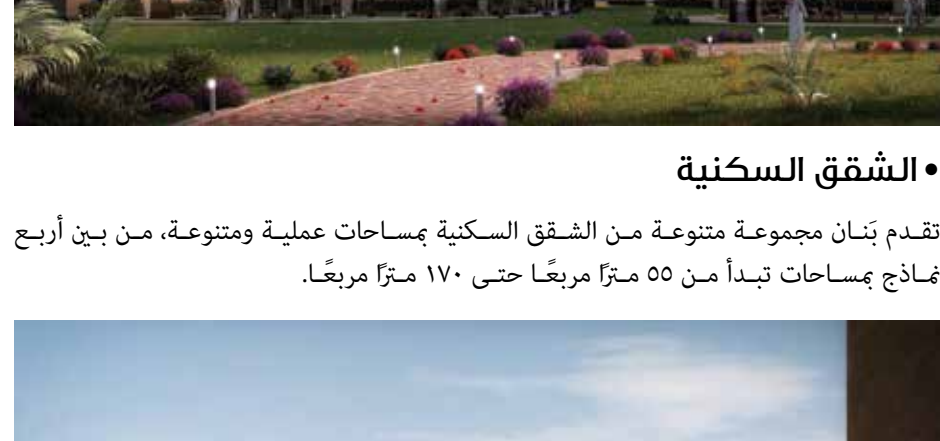 • الشقق السكنية
تقدم بَنان مجموعة متنوعة من الشقق السكنية بمساحات عملية ومتنوعة، من بين أربع
نماذج بمساحات تبدأ من ٥٥ مترًا مربعًا حتى ١٧٠ مترًا مربعًا.